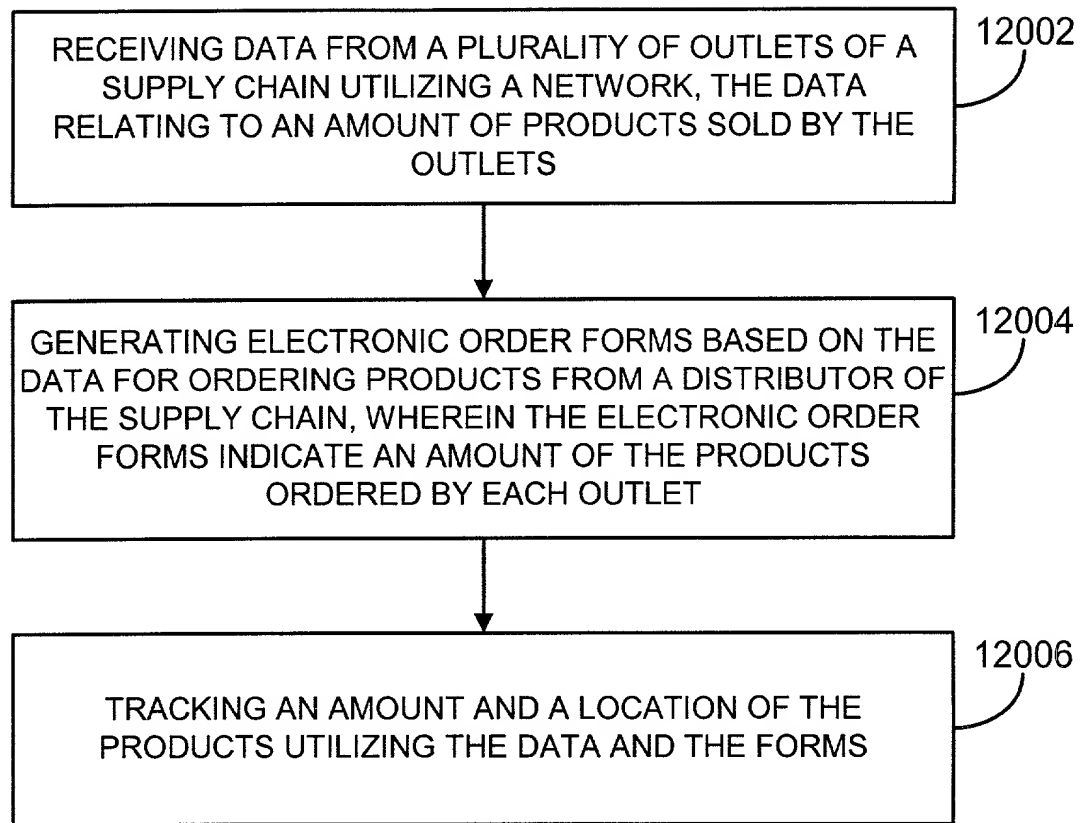 12002
RECEIVING DATA FROM A PLURALITY OF OUTLETS OF A
SUPPLY CHAIN UTILIZING A NETWORK, THE DATA
RELATING TO AN AMOUNT OF PRODUCTS SOLD BY THE
OUTLETS
12004
GENERATING ELECTRONIC ORDER FORMS BASED ON THE
DATA FOR ORDERING PRODUCTS FROM A DISTRIBUTOR OF
THE SUPPLY CHAIN, WHEREIN THE ELECTRONIC ORDER
FORMS INDICATE AN AMOUNT OF THE PRODUCTS
ORDERED BY EACH OUTLET
12006
TRACKING AN AMOUNT AND A LOCATION OF THE
PRODUCTS UTILIZING THE DATA AND THE FORMS